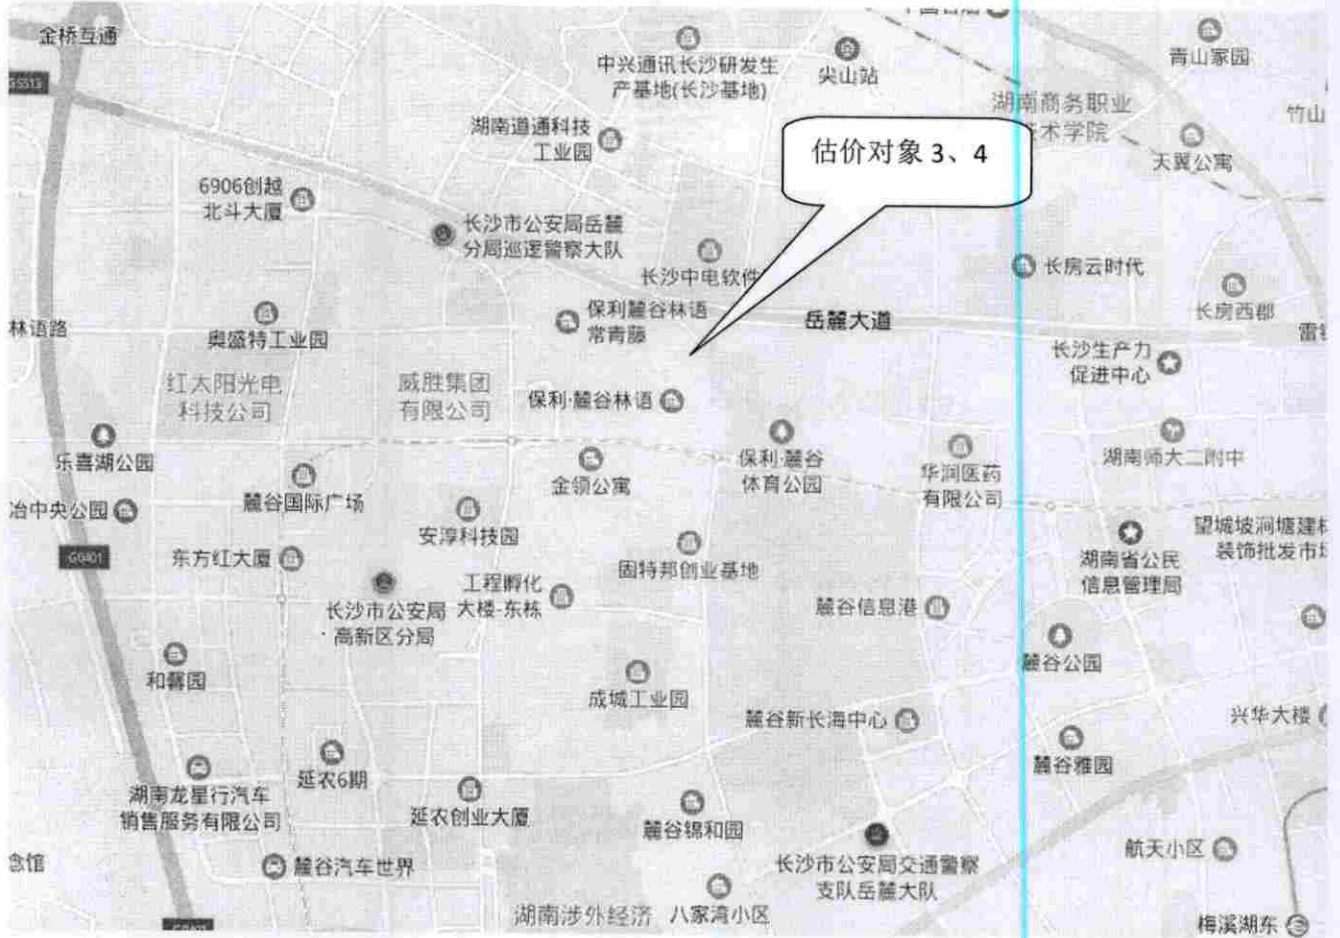 金桥互通
G5513
中兴通讯长沙研发生
产基地(长沙基地)
尖山站
青山家园
湖南商务职业
术学院
竹山
湖南道通科技
工业园
估价对象 3、4
天翼公寓
6906创越
北斗大厦
长沙市公安局岳麓
分局巡逻警察大队
长沙中电软件
长房云时代
长房西郡
林语路
奥盛特工业园
保利麓谷林语
常青藤
岳麓大道
长沙生产力
促进中心
红太阳光电
科技公司
威胜集团
有限公司
保利·麓谷林语
乐喜湖公园
麓谷国际广场
金领公寓
保利·麓谷
体育公园
华润医药
有限公司
湖南师大二附中
冶中央公园
安淳科技园
望城坡润塘建材
装饰批发市场
G0401
东方红大厦
固特邦创业基地
湖南省公民
信息管理局
长沙市公安局
高新区分局
工程孵化
大楼-东栋
麓谷信息港
麓谷公园
和馨园
成城工业园
麓谷新长海中心
兴华大楼
麓谷雅园
湖南龙星行汽车
销售服务有限公司
延农6期
延农创业大厦
麓谷锦和园
长沙市公安局交通警察
支队岳麓大队
航天小区
念馆
麓谷汽车世界
湖南涉外经济
八家湾小区
梅溪湖东